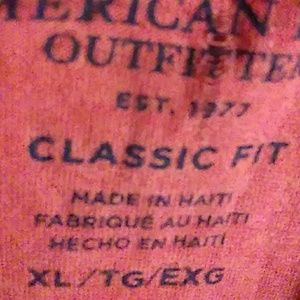 MERICAN
OUTFITTE
EST. 1977
CLASSIC FIT
MADE IN HAITI
FABRIQUÉ AU HAITI
HECHO EN HAITI
XL/TG/EXG